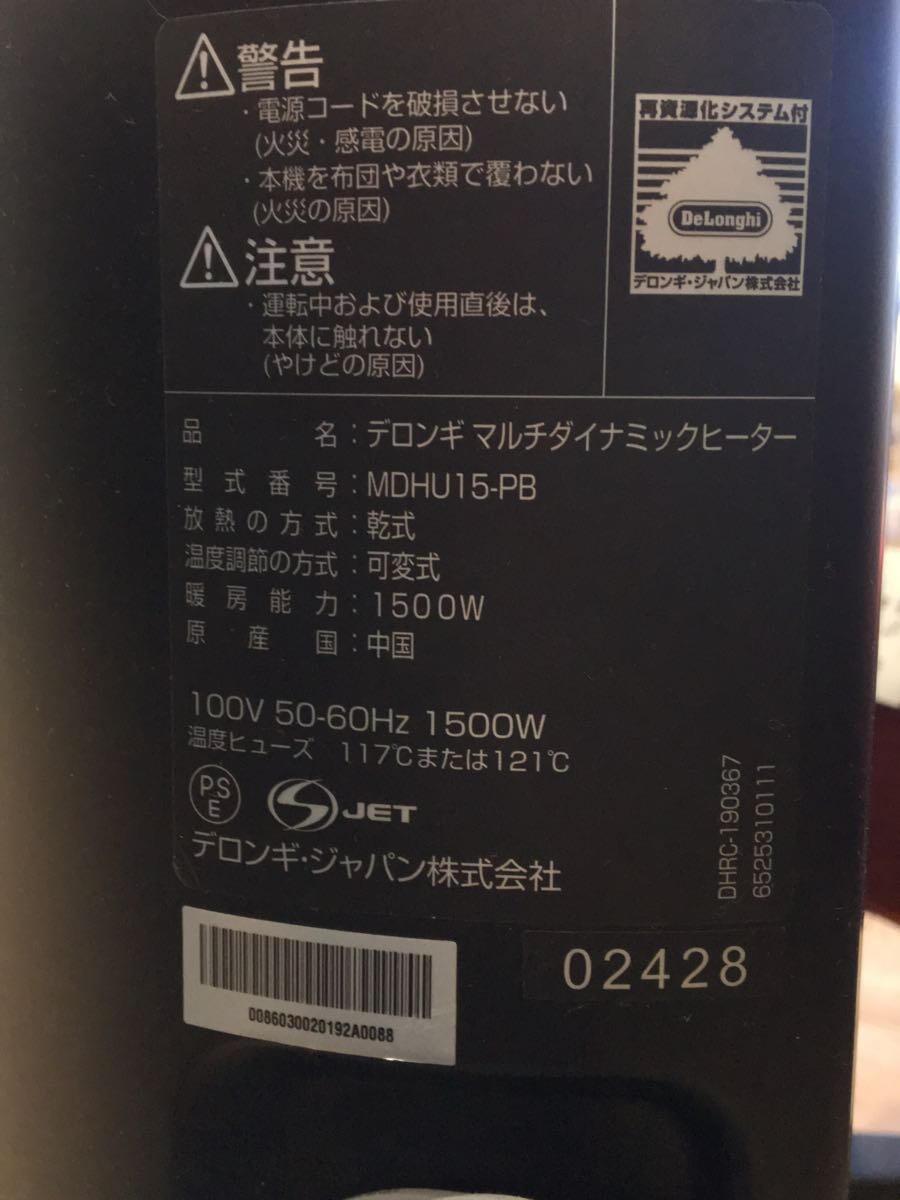 警告
・電源コードを破損させない
(火災・感電の原因)
・本機を布団や衣類で覆わない
(火災の原因)
注意
・運転中および使用直後は、
本体に触れない
(やけどの原因)
再資源化システム付
DeLonghi
デロンギ・ジャパン株式会社
品名:デロンギ マルチダイナミックヒーター
型式番号:MDHU15-PB
放熱の方式:乾式
温度調節の方式:可変式
暖房能力:1500W
原産国:中国
100V 50-60Hz 1500W
温度ヒューズ 117℃または121℃
PS
E
S JET
デロンギ・ジャパン株式会社
DHRC-190367
6525310111
0086030020192A0088
02428